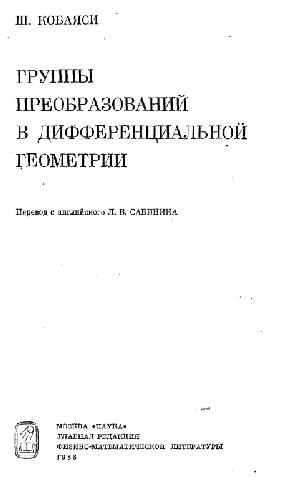 Ш. КОБАЯСИ
ГРУППЫ
ПРЕОБРАЗОВАНИЙ
В ДИФФЕРЕНЦИАЛЬНОЙ
ГЕОМЕТРИИ
Перевод с английского Л. В. САБИНИНА
МОСКВА «НАУКА»
ГЛАВНАЯ РЕДАКЦИЯ
ФИЗИКО-МАТЕМАТИЧЕСКОЙ ЛИТЕРАТУРЫ
1986